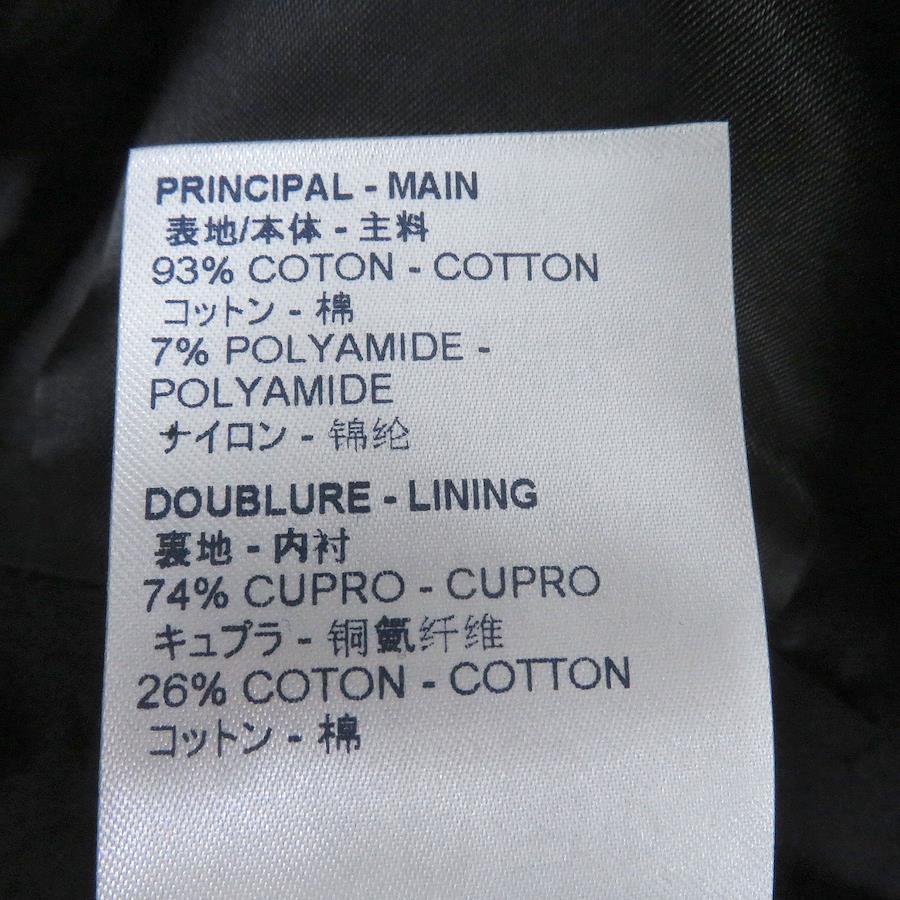 PRINCIPAL - MAIN
表地/本体 - 主料
93% COTON - COTTON
コットン - 棉
7% POLYAMIDE -
POLYAMIDE
ナイロン - 锦纶
DOUBLURE - LINING
裏地 - 内衬
74% CUPRO - CUPRO
キュプラ - 铜氨纤维
26% COTON - COTTON
コットン - 棉